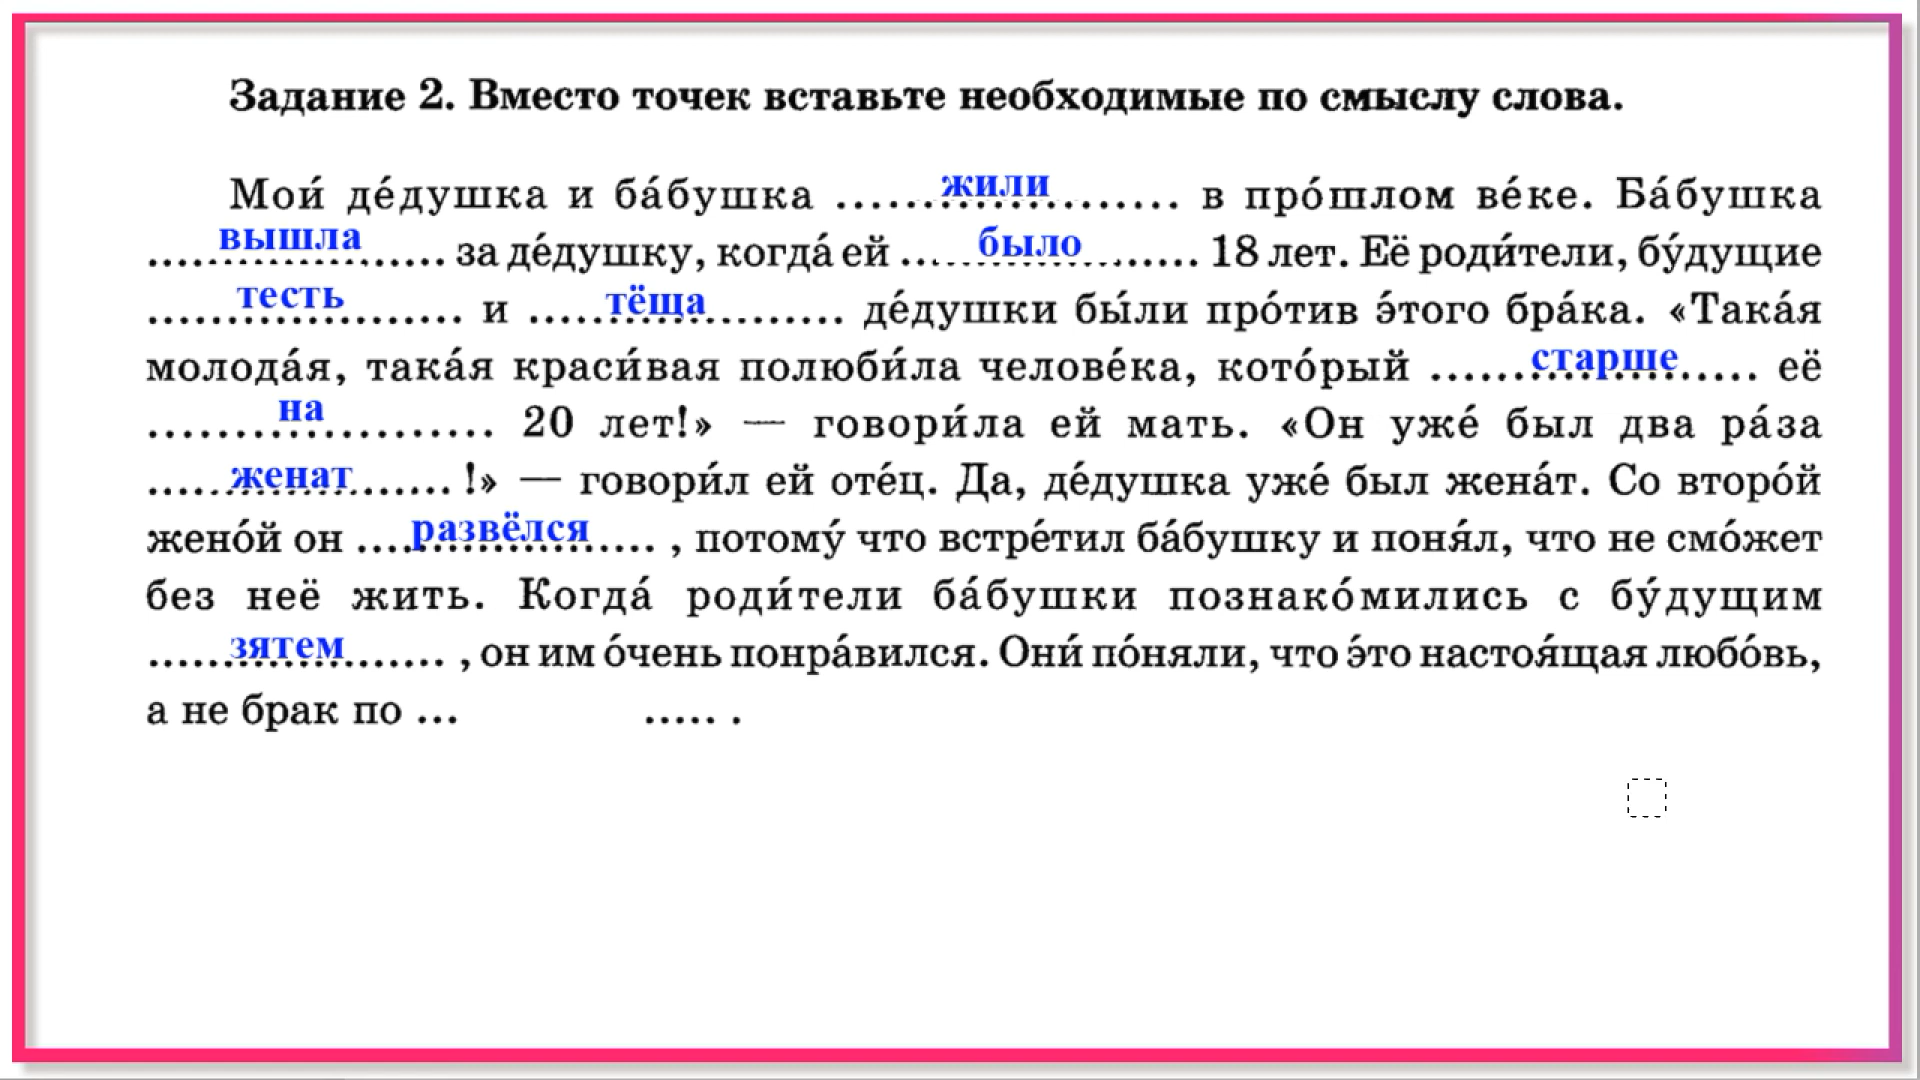 Задание 2. Вместо точек вставьте необходимые по смыслу слова.
Мои́ де́душка и ба́бушка ..... жили ..... в про́шлом ве́ке. Ба́бушка
..... вышла ..... за де́душку, когда́ ей ..... было ..... 18 лет. Её роди́тели, бу́дущие
..... тесть ..... и ..... тёща ..... де́душки бы́ли про́тив э́того бра́ка. «Така́я
молода́я, така́я краси́вая полюби́ла челове́ка, кото́рый ..... старше ..... её
..... на ..... 20 лет!» — говори́ла ей мать. «Он уже́ был два ра́за
..... женат ..... !» — говори́л ей оте́ц. Да, де́душка уже́ был жена́т. Со второ́й
жено́й он ..... развёлся ..... , потому́ что встре́тил ба́бушку и поня́л, что не смо́жет
без неё жить. Когда́ роди́тели ба́бушки познако́мились с бу́дущим
..... зятем ..... , он им о́чень понра́вился. Они́ по́няли, что э́то настоя́щая любо́вь,
а не брак по ... ..... .